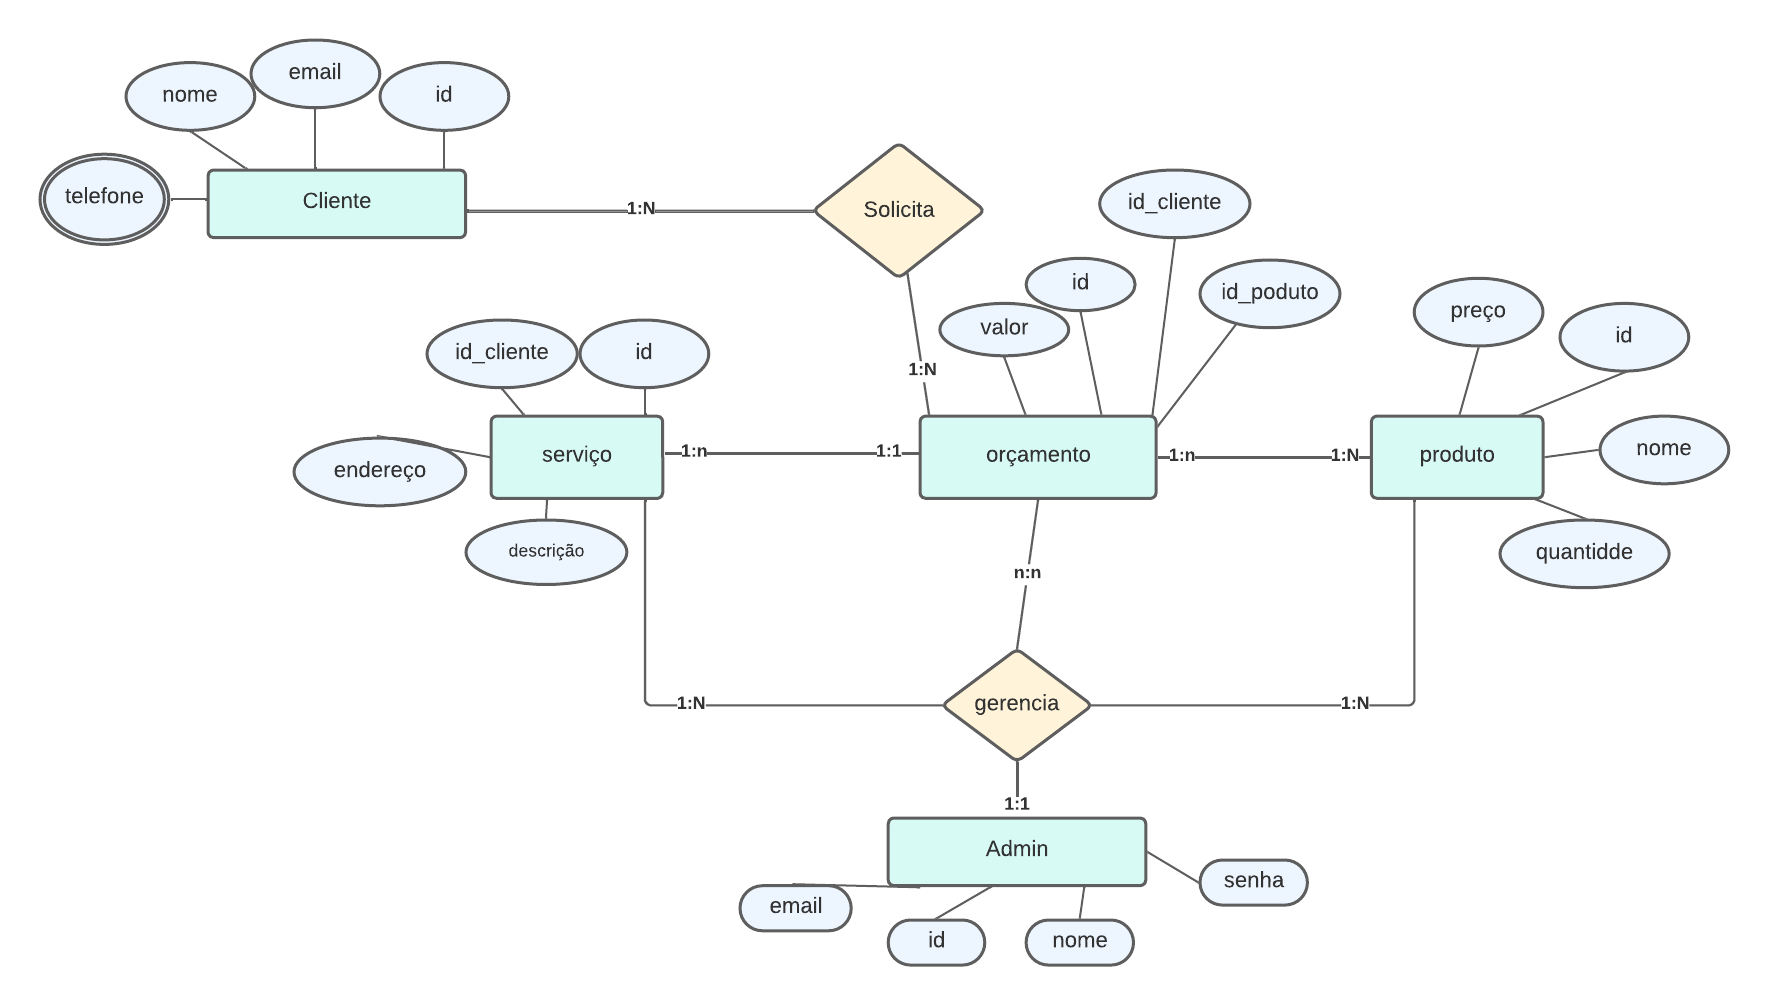 email
nome
id
telefone
Cliente
1:N
Solicita
id_cliente
id
id_poduto
valor
preço
id
1:N
id_cliente
id
serviço
1:n
1:1
orçamento
1:n
1:N
produto
nome
endereço
descrição
quantidde
n:n
1:N
gerencia
1:N
1:1
Admin
senha
email
id
nome